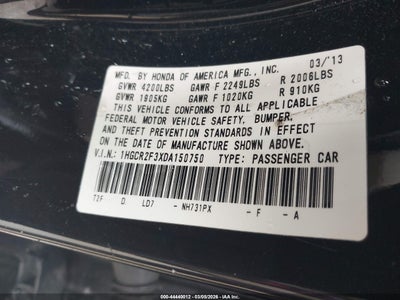 MFD. BY HONDA OF AMERICA MFG., INC. 03/'13
GVWR 4200LBS GAWR F 2249LBS R 2006LBS
GVWR 1905KG GAWR F 1020KG R 910KG
THIS VEHICLE CONFORMS TO ALL APPLICABLE
FEDERAL MOTOR VEHICLE SAFETY, BUMPER,
AND THEFT PREVENTION STANDARDS IN EFFECT
ON THE DATE OF MANUFACTURE SHOWN ABOVE.
V.I.N.: 1HGCR2F3XDA150750 TYPE: PASSENGER CAR
T2F D LD7 - NH731PX - F - A
000-44440012 - 03/09/2026 - © IAA Inc.